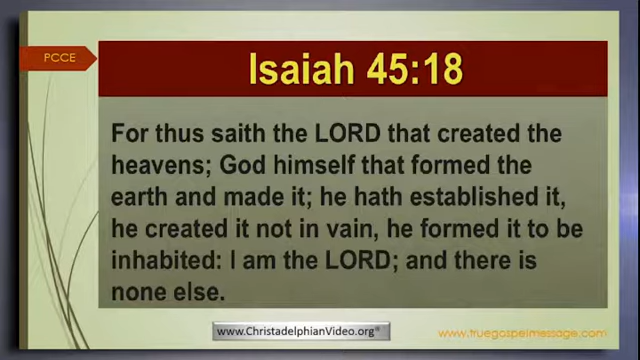 PCCE
Isaiah 45:18
For thus saith the LORD that created the
heavens; God himself that formed the
earth and made it; he hath established it,
he created it not in vain, he formed it to be
inhabited: I am the LORD; and there is
none else.
www.ChristadelphianVideo.org®
www.truegospelmessage.com